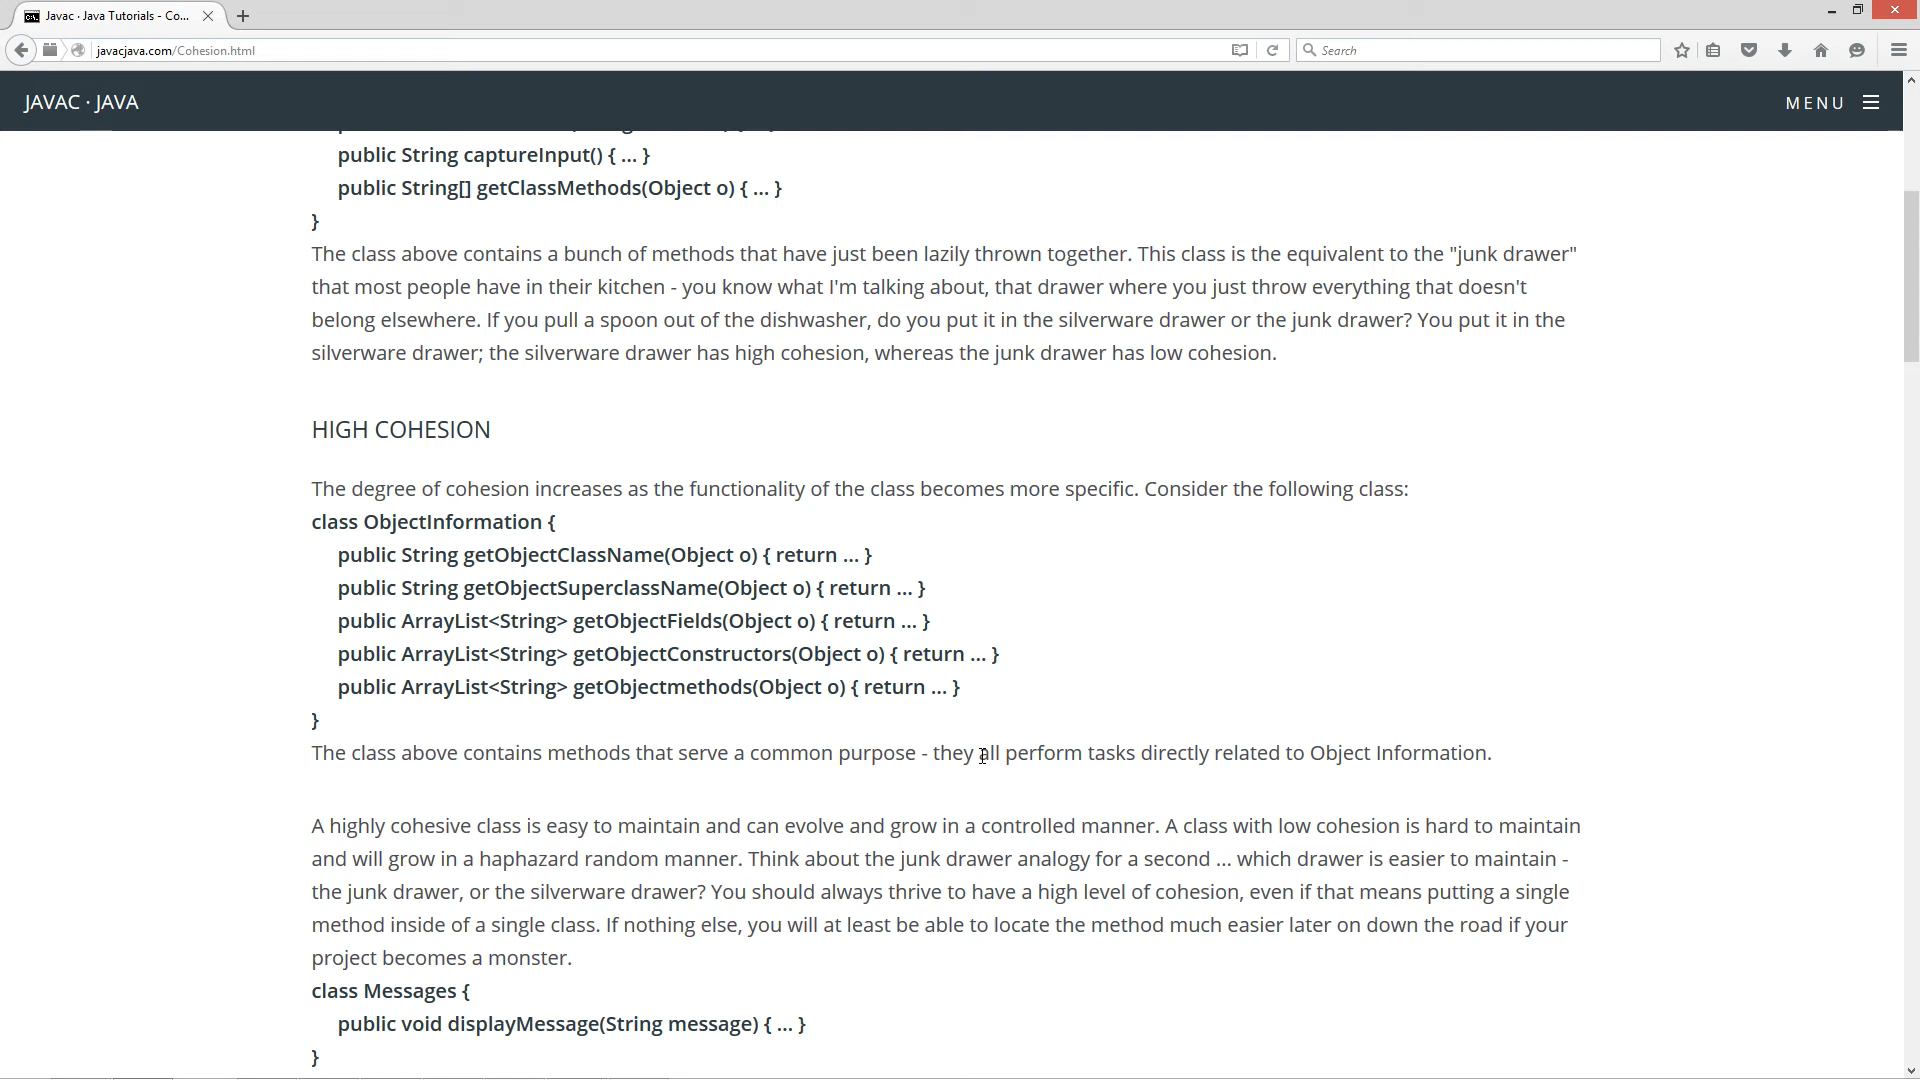 Javac · Java Tutorials - Co...
javacjava.com/Cohesion.html
Search
JAVAC · JAVA
MENU
public String captureInput() { ... }
public String[] getClassMethods(Object o) { ... }
}
The class above contains a bunch of methods that have just been lazily thrown together. This class is the equivalent to the "junk drawer"
that most people have in their kitchen - you know what I'm talking about, that drawer where you just throw everything that doesn't
belong elsewhere. If you pull a spoon out of the dishwasher, do you put it in the silverware drawer or the junk drawer? You put it in the
silverware drawer; the silverware drawer has high cohesion, whereas the junk drawer has low cohesion.
HIGH COHESION
The degree of cohesion increases as the functionality of the class becomes more specific. Consider the following class:
class ObjectInformation {
public String getObjectClassName(Object o) { return ... }
public String getObjectSuperclassName(Object o) { return ... }
public ArrayList<String> getObjectFields(Object o) { return ... }
public ArrayList<String> getObjectConstructors(Object o) { return ... }
public ArrayList<String> getObjectmethods(Object o) { return ... }
}
The class above contains methods that serve a common purpose - they all perform tasks directly related to Object Information.
A highly cohesive class is easy to maintain and can evolve and grow in a controlled manner. A class with low cohesion is hard to maintain
and will grow in a haphazard random manner. Think about the junk drawer analogy for a second ... which drawer is easier to maintain -
the junk drawer, or the silverware drawer? You should always thrive to have a high level of cohesion, even if that means putting a single
method inside of a single class. If nothing else, you will at least be able to locate the method much easier later on down the road if your
project becomes a monster.
class Messages {
public void displayMessage(String message) { ... }
}